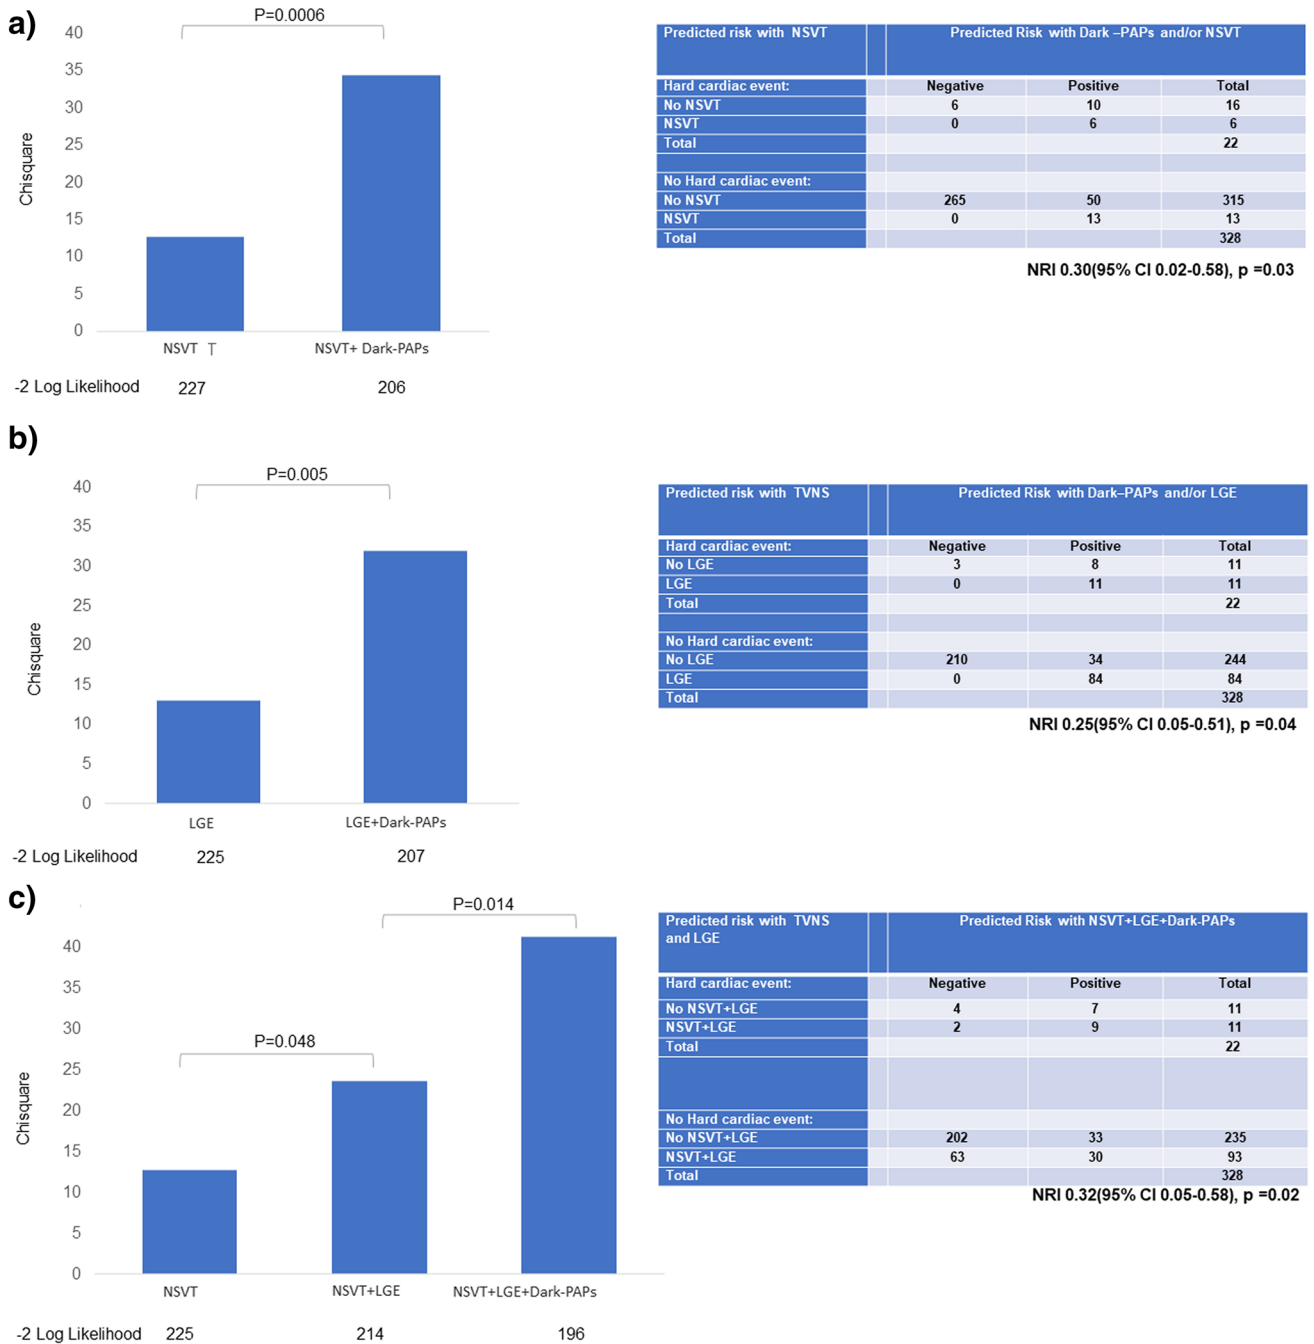 a)
P=0.0006
40
35
30
25
20
15
10
5
0
Chisquare
NSVT T NSVT+ Dark-PAPs
-2 Log Likelihood 227 206
Predicted risk with NSVT Predicted Risk with Dark –PAPs and/or NSVT
Hard cardiac event: Negative Positive Total
No NSVT 6 10 16
NSVT 0 6 6
Total 22
No Hard cardiac event:
No NSVT 265 50 315
NSVT 0 13 13
Total 328
NRI 0.30(95% CI 0.02-0.58), p =0.03
b)
P=0.005
40
35
30
25
20
15
10
5
0
Chisquare
LGE LGE+Dark-PAPs
-2 Log Likelihood 225 207
Predicted risk with TVNS Predicted Risk with Dark–PAPs and/or LGE
Hard cardiac event: Negative Positive Total
No LGE 3 8 11
LGE 0 11 11
Total 22
No Hard cardiac event:
No LGE 210 34 244
LGE 0 84 84
Total 328
NRI 0.25(95% CI 0.05-0.51), p =0.04
c)
P=0.014
P=0.048
40
35
30
25
20
15
10
5
0
Chisquare
NSVT NSVT+LGE NSVT+LGE+Dark-PAPs
-2 Log Likelihood 225 214 196
Predicted risk with TVNS Predicted Risk with NSVT+LGE+Dark-PAPs
and LGE
Hard cardiac event: Negative Positive Total
No NSVT+LGE 4 7 11
NSVT+LGE 2 9 11
Total 22
No Hard cardiac event:
No NSVT+LGE 202 33 235
NSVT+LGE 63 30 93
Total 328
NRI 0.32(95% CI 0.05-0.58), p =0.02